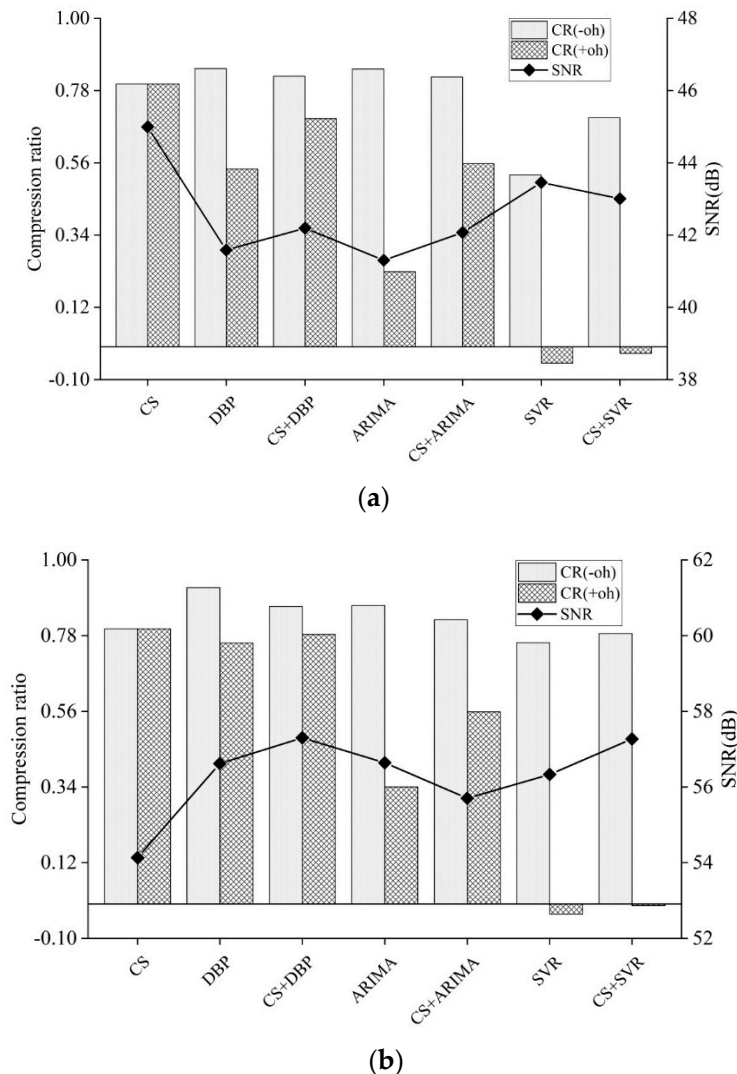 1.00
0.78
0.56
0.34
0.12
-0.10
Compression ratio
CR(-oh)
CR(+oh)
SNR
48
46
44
42
40
38
SNR(dB)
CS
DBP
CS+DBP
ARIMA
CS+ARIMA
SVR
CS+SVR
(a)
1.00
0.78
0.56
0.34
0.12
-0.10
Compression ratio
CR(-oh)
CR(+oh)
SNR
62
60
58
56
54
52
SNR(dB)
CS
DBP
CS+DBP
ARIMA
CS+ARIMA
SVR
CS+SVR
(b)